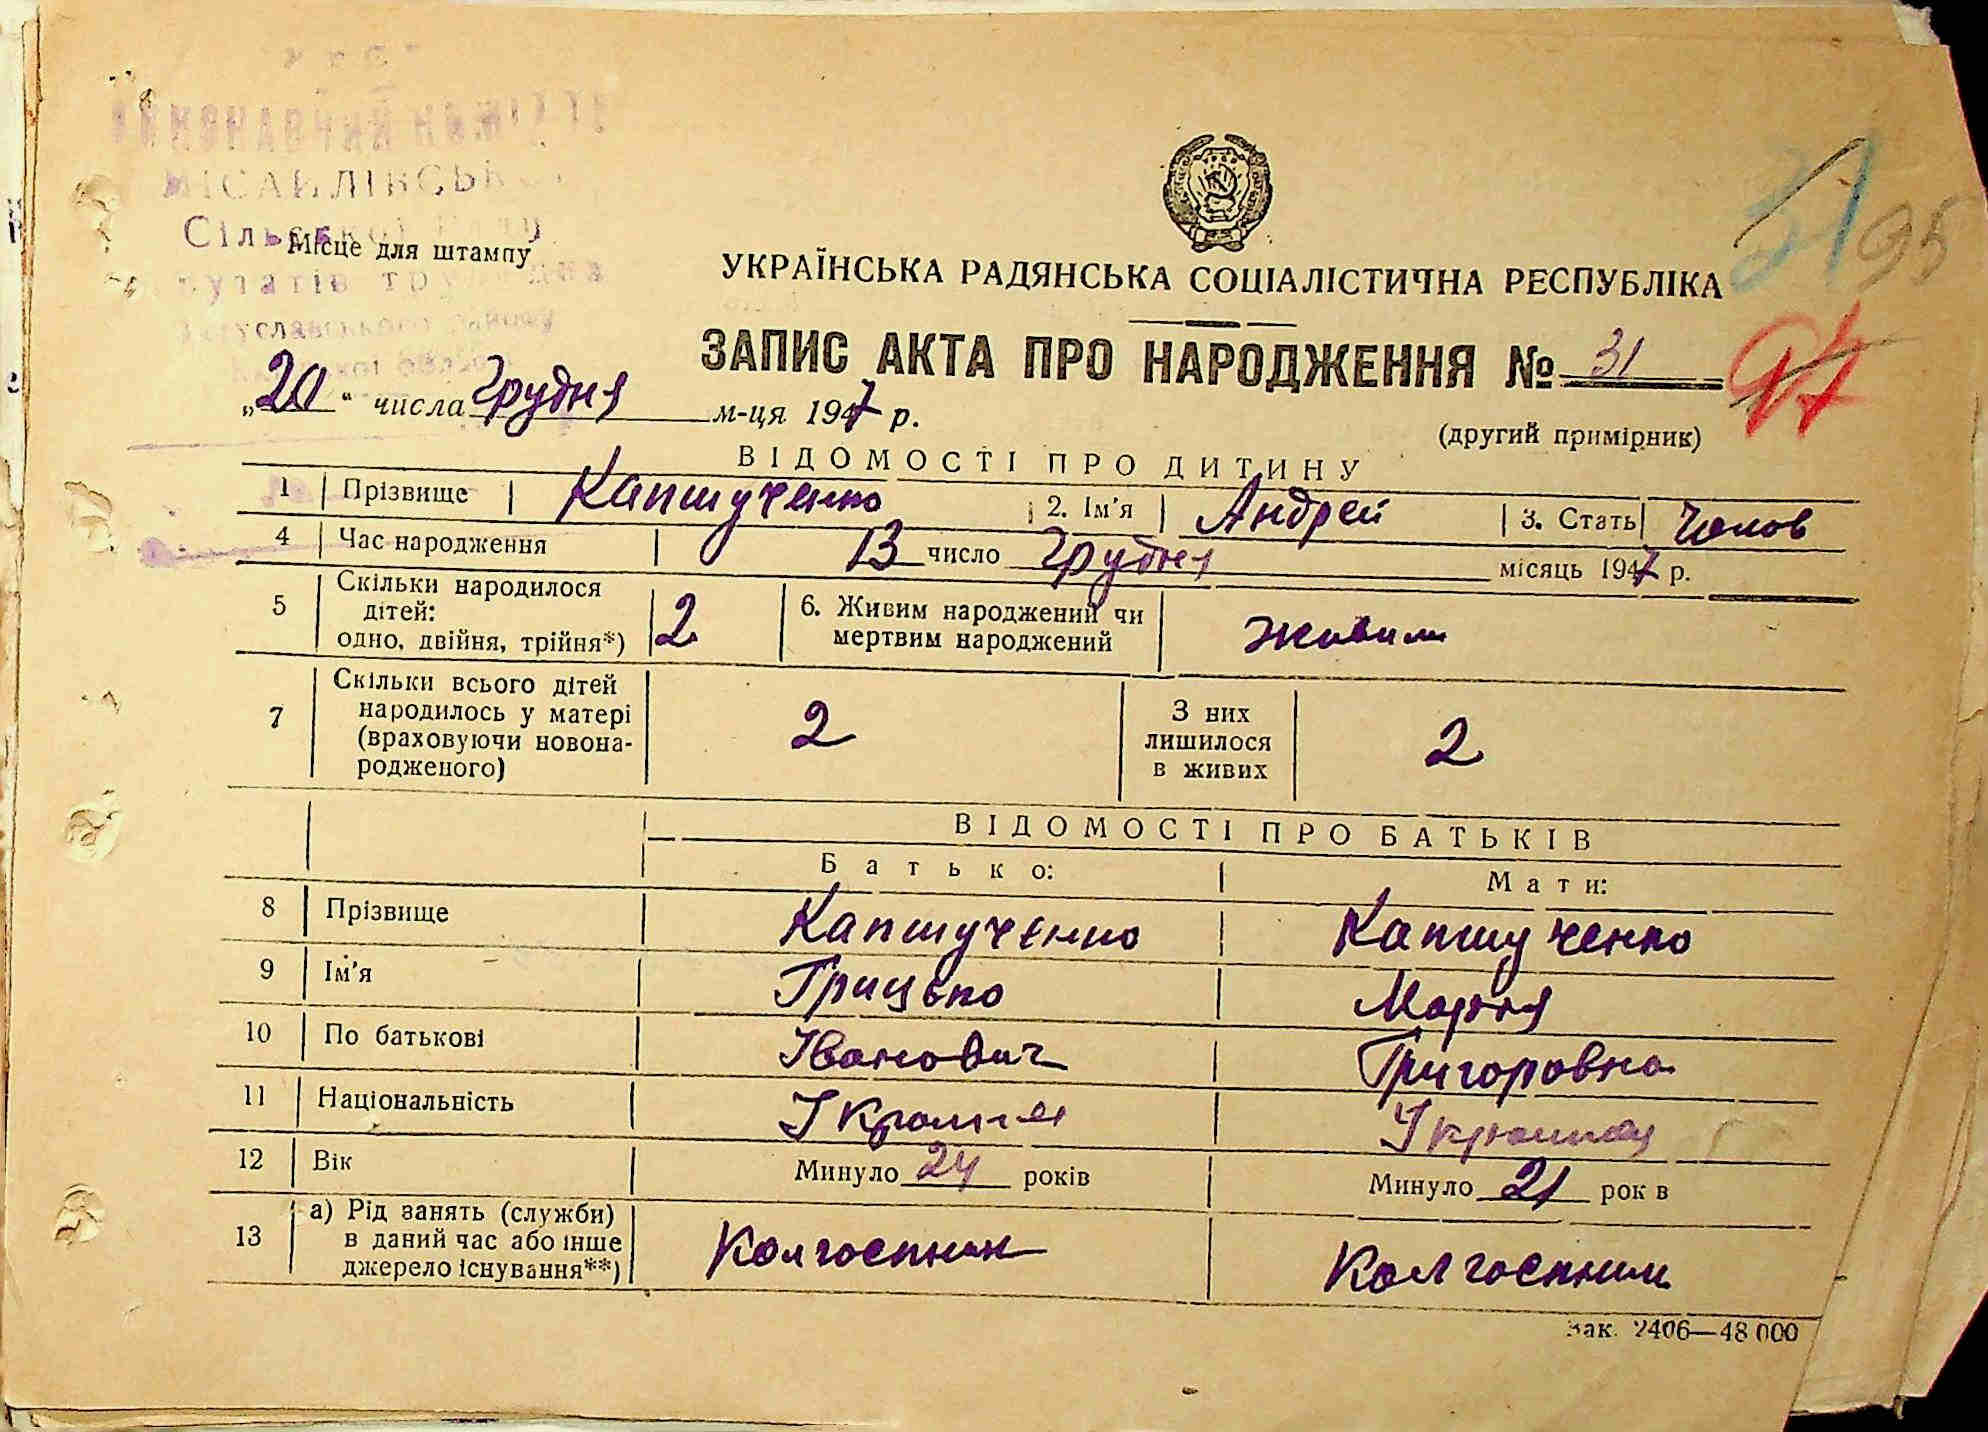 МІСАЙЛІВСЬКОЇ
Сільської Ради
Місце для штампу
31
95
УКРАЇНСЬКА РАДЯНСЬКА СОЦІАЛІСТИЧНА РЕСПУБЛІКА
ЗАПИС АКТА ПРО НАРОДЖЕННЯ № 31
94
„20“ числа Грудня м-ця 1947 р.
(другий примірник)
ВІДОМОСТІ ПРО ДИТИНУ
1 Прізвище Капшученко 2. Ім'я Андрей 3. Стать Чолов
4 Час народження 13 число Грудня місяць 1947 р.
5 Скільки народилося дітей: одно, двійня, трійня*) 2 6. Живим народжений чи мертвим народжений живим
7 Скільки всього дітей народилось у матері (враховуючи новонародженого) 2 З них лишилося в живих 2
ВІДОМОСТІ ПРО БАТЬКІВ
Батько: Мати:
8 Прізвище Капшученко Капшученко
9 Ім'я Грицько Марія
10 По батькові Іванович Григоровна
11 Національність
12 Вік Минуло 24 років Минуло 21 рок в
13 а) Рід занять (служби) в даний час або інше джерело існування**) Колгоспник Колгоспник
Зак. 2406—48 000